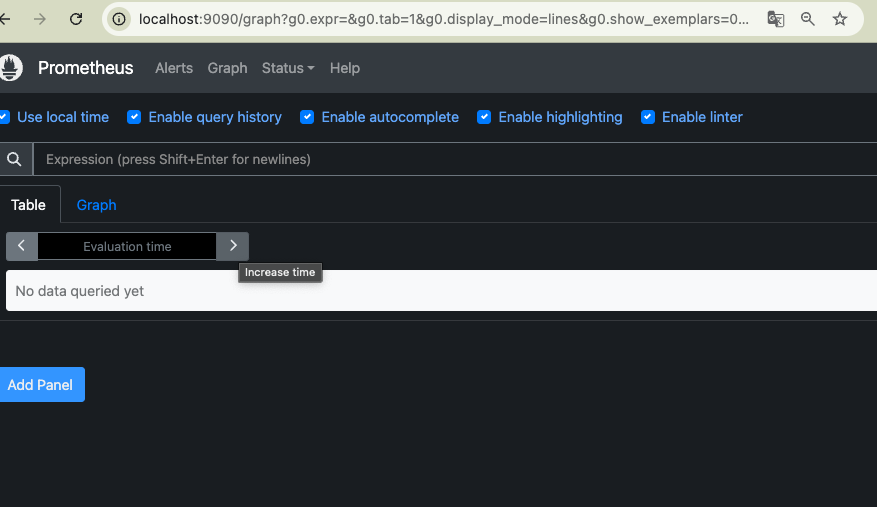 localhost:9090/graph?g0.expr=&g0.tab=1&g0.display_mode=lines&g0.show_exemplars=0...
Prometheus Alerts Graph Status Help
Use local time Enable query history Enable autocomplete Enable highlighting Enable linter
Expression (press Shift+Enter for newlines)
Table Graph
Evaluation time
Increase time
No data queried yet
Add Panel